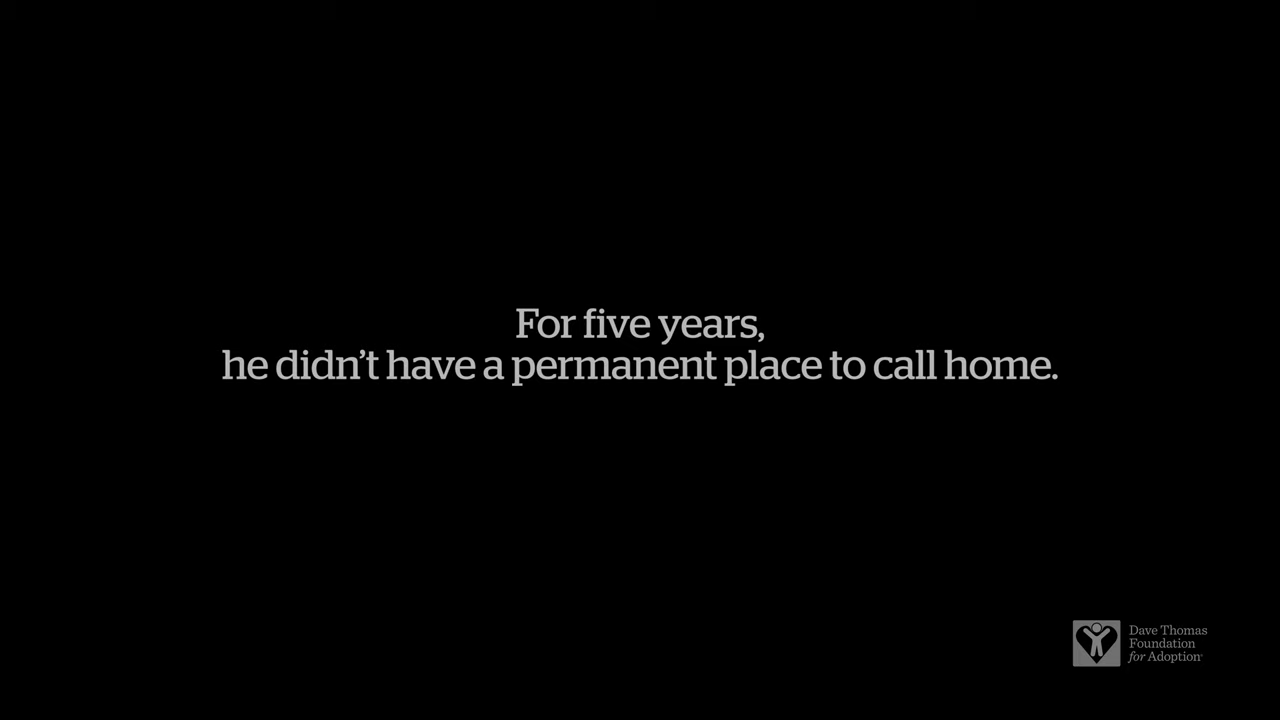 For five years,
he didn’t have a permanent place to call home.
Dave Thomas
Foundation
for Adoption®